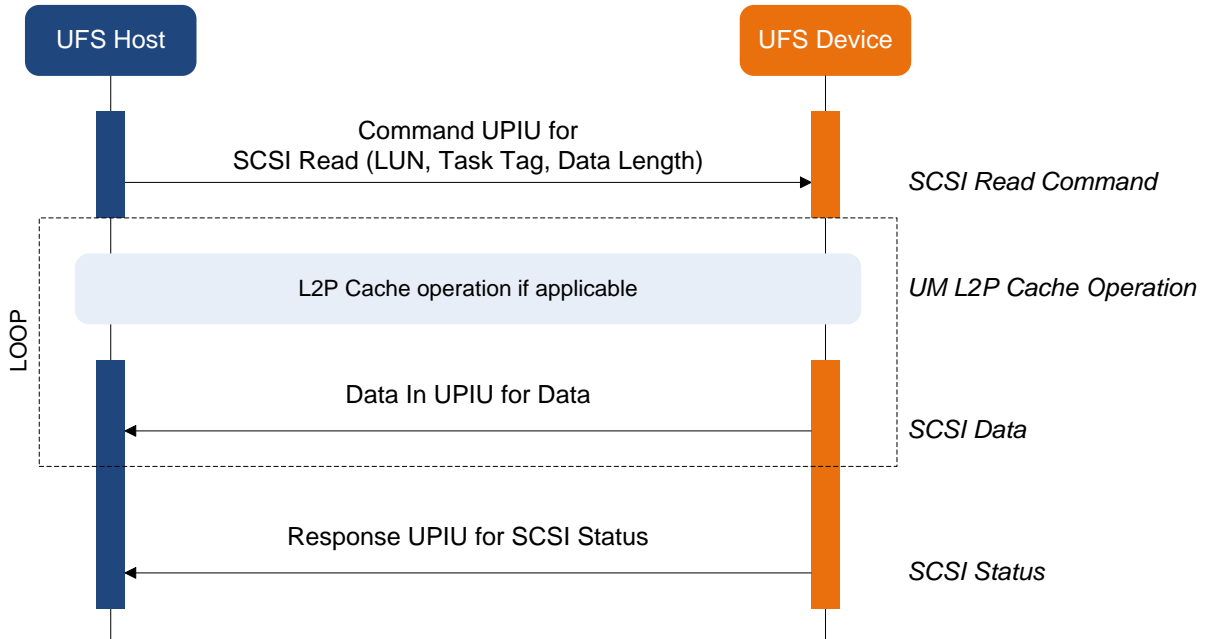 UFS Host
UFS Device
Command UPIU for
SCSI Read (LUN, Task Tag, Data Length)
SCSI Read Command
L2P Cache operation if applicable
UM L2P Cache Operation
LOOP
Data In UPIU for Data
SCSI Data
Response UPIU for SCSI Status
SCSI Status